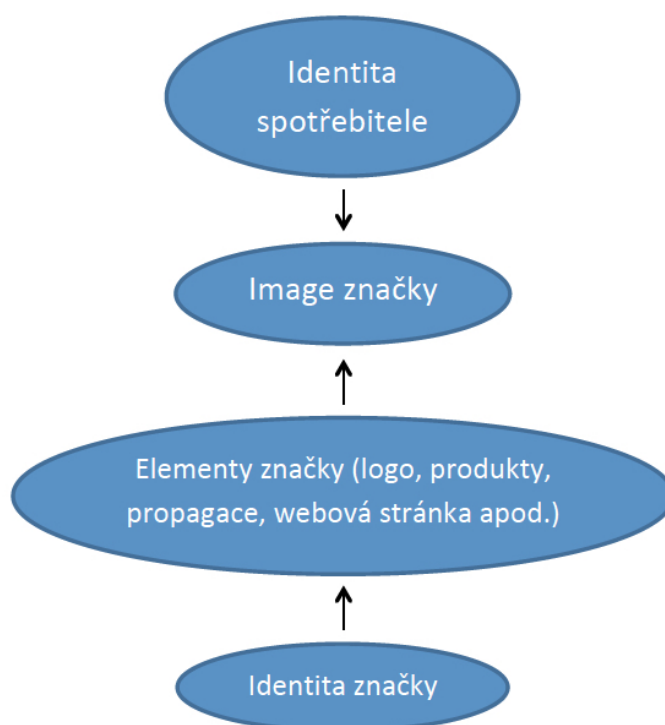 Identita
spotřebitele
Image značky
Elementy značky (logo, produkty,
propagace, webová stránka apod.)
Identita značky